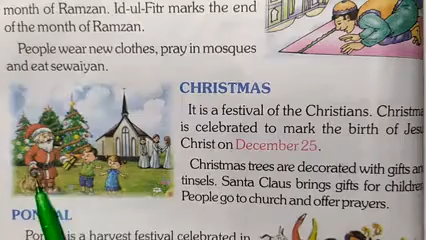 month of Ramzan. Id-ul-Fitr marks the end
of the month of Ramzan.
People wear new clothes, pray in mosques
and eat sewaiyan.
CHRISTMAS
It is a festival of the Christians. Christma
is celebrated to mark the birth of Jesu
Christ on December 25.
Christmas trees are decorated with gifts an
tinsels. Santa Claus brings gifts for childre
People go to church and offer prayers.
is a harvest festival celebrated in